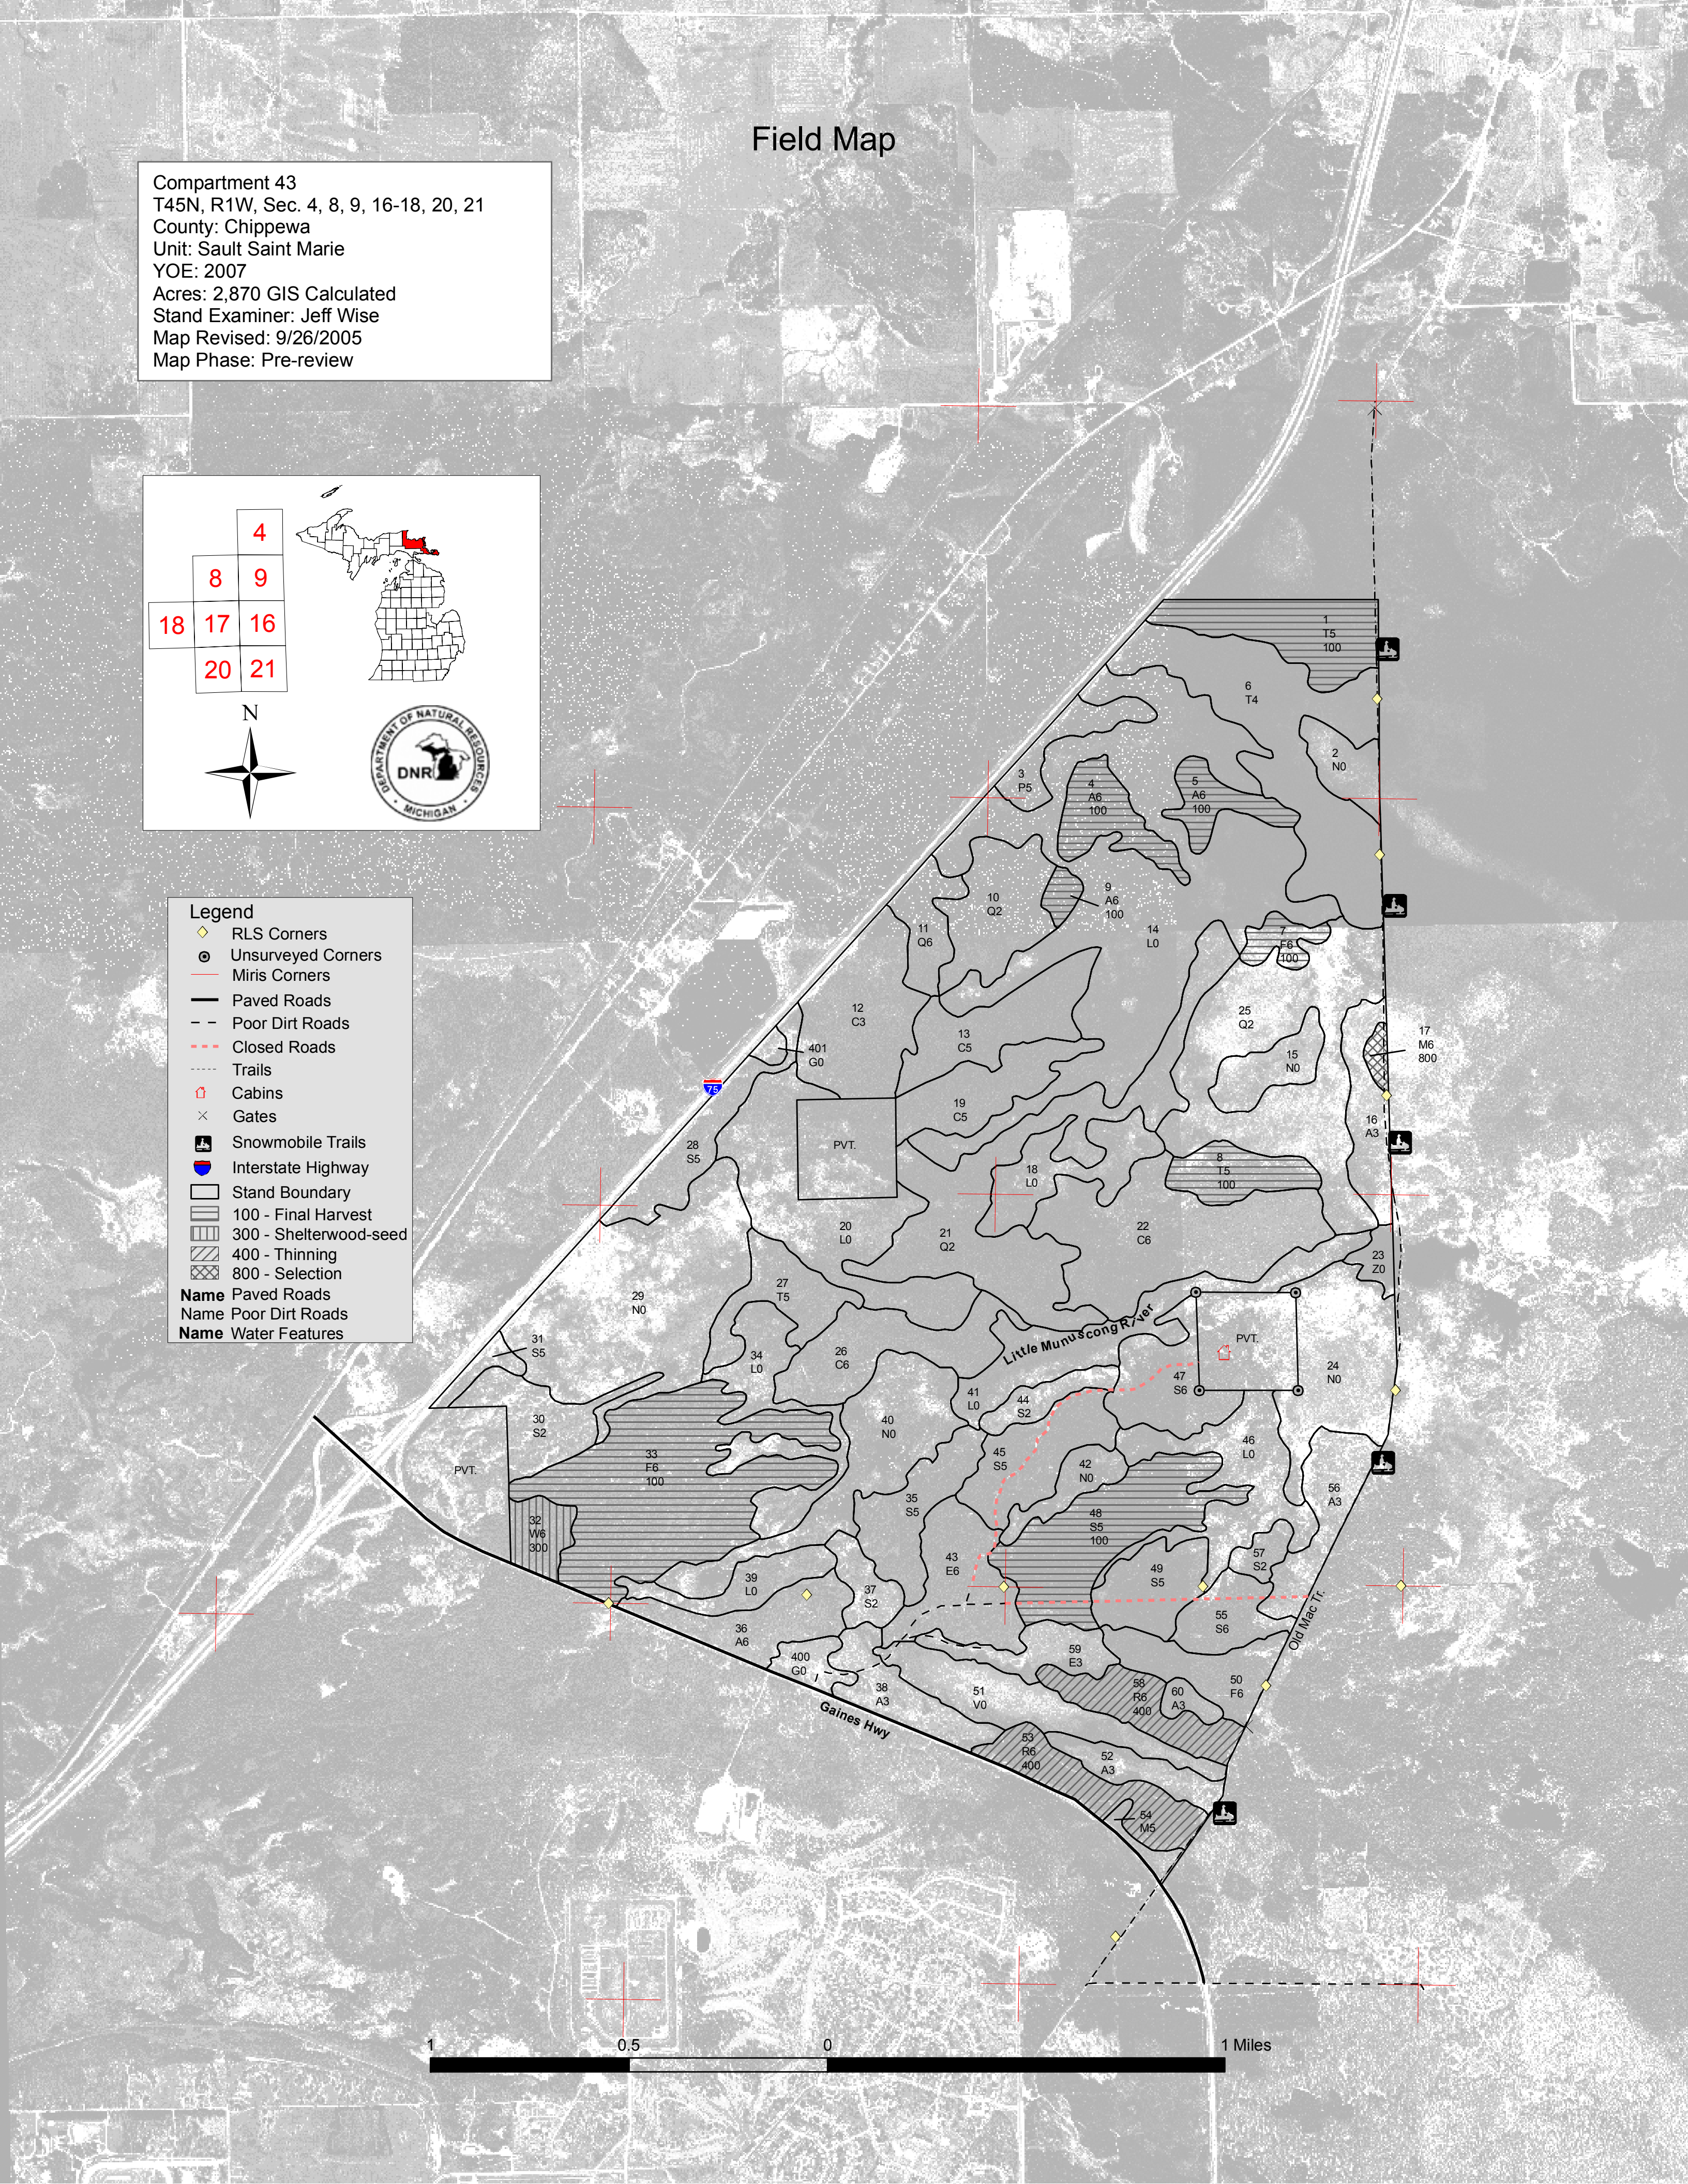 Field Map
Compartment 43
T45N, R1W, Sec. 4, 8, 9, 16-18, 20, 21
County: Chippewa
Unit: Sault Saint Marie
YOE: 2007
Acres: 2,870 GIS Calculated
Stand Examiner: Jeff Wise
Map Revised: 9/26/2005
Map Phase: Pre-review
4
8 9
18 17 16
20 21
N
DEPARTMENT OF NATURAL RESOURCES
DNR
MICHIGAN
Legend
RLS Corners
Unsurveyed Corners
Miris Corners
Paved Roads
Poor Dirt Roads
Closed Roads
Trails
Cabins
Gates
Snowmobile Trails
Interstate Highway
Stand Boundary
100 - Final Harvest
300 - Shelterwood-seed
400 - Thinning
800 - Selection
Name Paved Roads
Name Poor Dirt Roads
Name Water Features
1
T5
100
6
T4
2
N0
3
P5
4
A6
100
5
A6
100
9
A6
100
10
Q2
11
Q6
14
L0
7
F6
100
12
C3
25
Q2
13
C5
15
N0
17
M6
800
401
G0
75
19
C5
16
A3
28
S5
PVT.
18
L0
8
T5
100
20
L0
21
Q2
22
C6
23
Z0
27
T5
29
N0
Little Munuscong River
31
S5
34
L0
26
C6
PVT.
24
N0
47
S6
41
L0
44
S2
30
S2
40
N0
46
L0
33
F6
100
45
S5
42
N0
PVT.
56
A3
35
S5
32
W6
300
48
S5
100
57
S2
43
E6
49
S5
39
L0
37
S2
55
S6
36
A6
Old Mac Tr.
59
E3
400
G0
38
A3
51
V0
58
R6
400
60
A3
50
F6
Gaines Hwy
53
R6
400
52
A3
54
M5
1 0.5 0 1 Miles